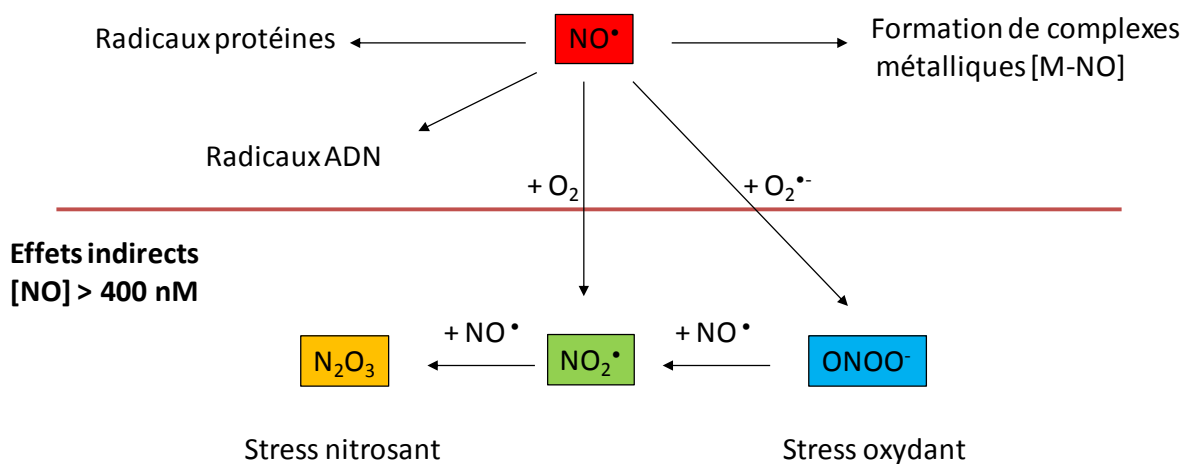 Radicaux protéines
NO•
Formation de complexes
métalliques [M-NO]
Radicaux ADN
+ O₂
+ O₂•-
Effets indirects
[NO] > 400 nM
+ NO •
+ NO •
N₂O₃
NO₂•
ONOO⁻
Stress nitrosant
Stress oxydant